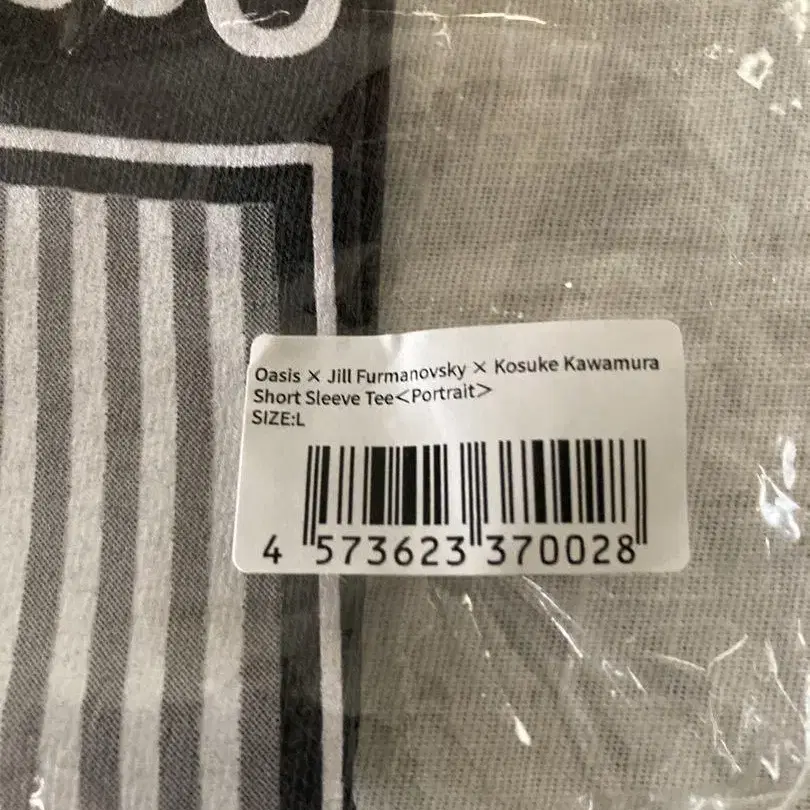 Oasis × Jill Furmanovsky × Kosuke Kawamura
Short Sleeve Tee<Portrait>
SIZE:L
4 573623 370028